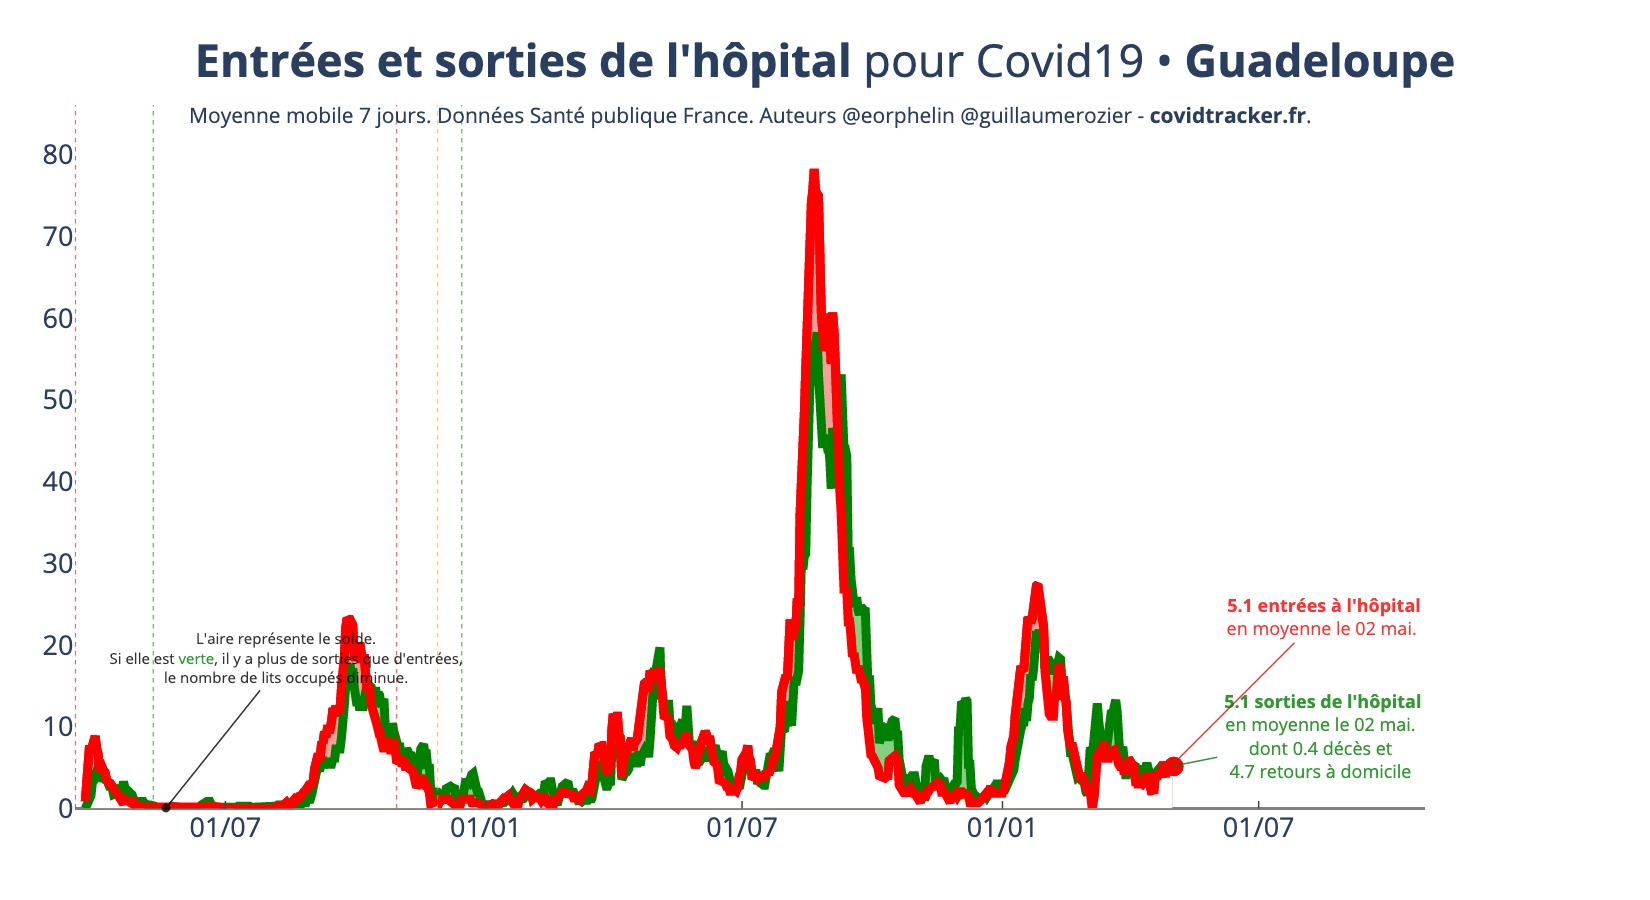 Entrées et sorties de l'hôpital pour Covid19 • Guadeloupe
Moyenne mobile 7 jours. Données Santé publique France. Auteurs @eorphelin @guillaumerozier - covidtracker.fr.
80
70
60
50
40
30
20
10
0
L'aire représente le solde.
Si elle est verte, il y a plus de sorties que d'entrées,
le nombre de lits occupés diminue.
5.1 entrées à l'hôpital
en moyenne le 02 mai.
5.1 sorties de l'hôpital
en moyenne le 02 mai.
dont 0.4 décès et
4.7 retours à domicile
01/07
01/01
01/07
01/01
01/07